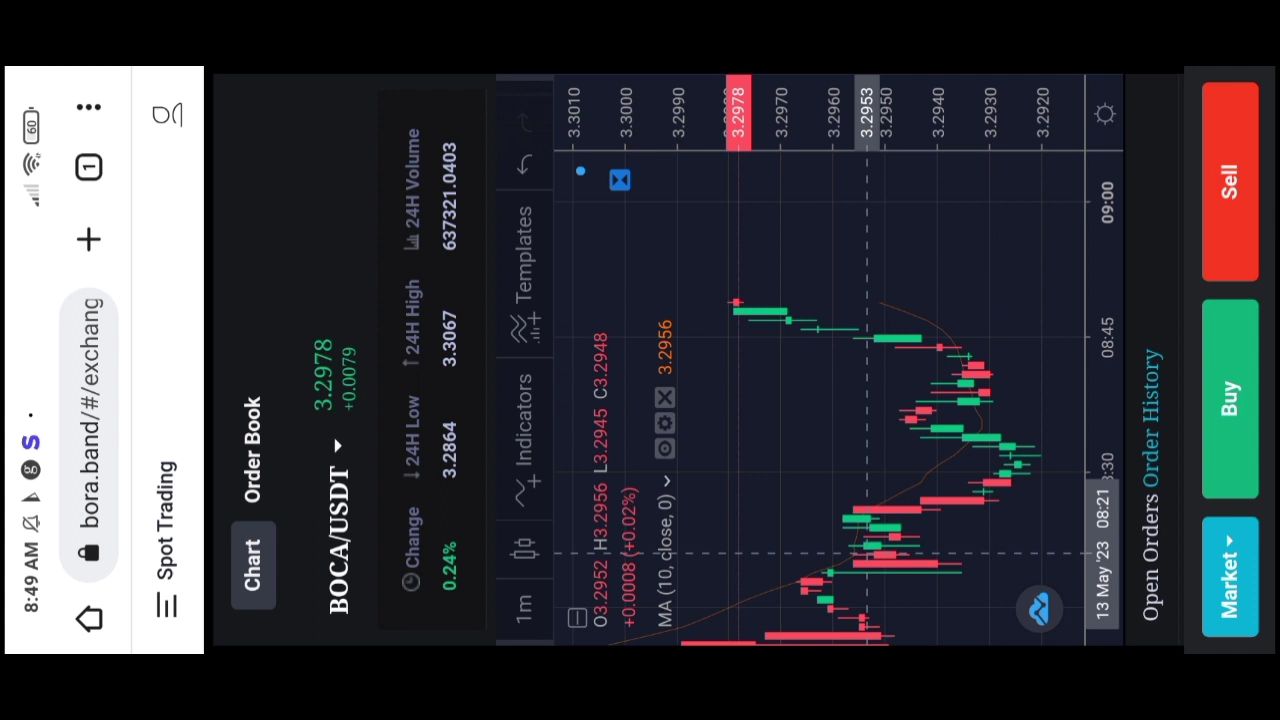 8:49 AM g S
60
bora.band/#/exchang
1
Spot Trading
Chart Order Book
BOCA/USDT
3.2978
+0.0079
Change 24H Low 24H High 24H Volume
0.24% 3.2864 3.3067 637321.0403
1m Indicators Templates
O3.2952 H3.2956 L3.2945 C3.2948
+0.0008 (+0.02%)
MA (10, close, 0) 3.2956
3.3010
3.3000
3.2990
3.2978
3.2970
3.2960
3.2953
3.2950
3.2940
3.2930
3.2920
13 May '23 08:21 :30 08:45 09:00
Open Orders Order History
Market Buy Sell